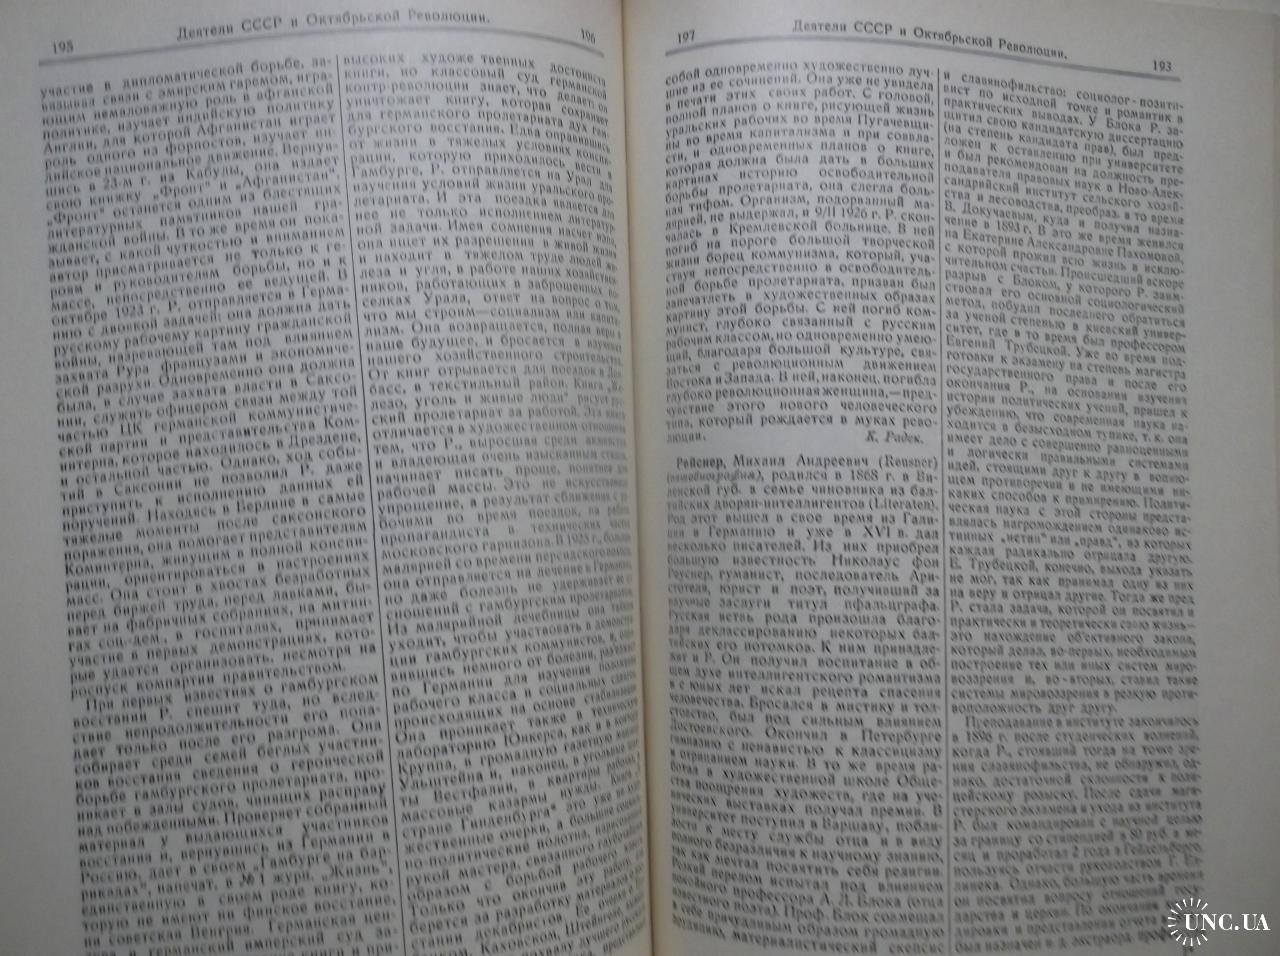 195
Деятели СССР и Октябрьской Революции.
196
участие в дипломатической борьбе, за-
вязывая связи с эмирским гаремом, игра-
ющим немаловажную роль в афганской
политике, изучает индийскую политику
Англии, для которой Афганистан играет
роль одного из форпостов, изучает ин-
дийское национальное движение. Вернув-
шись в 23-м г. из Кабула, она издает
свою книжку „Фронт" и „Афганистан".
„Фронт" останется одним из блестящих
литературных памятников нашей гра-
жданской войны. В то же время он пока-
зывает, с какой чуткостью и вниманием
автор присматривается не только к ге-
роям и руководителям борьбы, но и к
массе, непосредственно ее ведущей. В
октябре 1923 г. Р. отправляется в Герма-
нию с двоякой задачей: она должна дать
русскому рабочему картину гражданской
войны, назревающей там под влиянием
захвата Рура французами и экономиче-
ской разрухи. Одновременно она должна
была, в случае захвата власти в Саксо-
нии, служить офицером связи между той
частью ЦК германской коммунистиче-
ской партии и представительства Ком-
интерна, которое находилось в Дрездене,
и остальной частью. Однако, ход собы-
тий в Саксонии не позволил Р. даже
приступить к исполнению данных ей
поручений. Находясь в Берлине в самые
тяжелые моменты после саксонского
поражения, она помогает представителям
Коминтерна, живущим в полной конспи-
рации, ориентироваться в настроениях
масс. Она стоит в хвостах безработных
перед биржей труда, перед лавками, бы-
вает на фабричных собраниях, на митин-
гах соц-дем., в госпиталях, принимает
участие в первых демонстрациях, кото-
рые удается организовать, несмотря на
роспуск компартии правительством.
При первых известиях о гамбургском
восстании Р. спешит туда, но вслед-
ствие непродолжительности его попа-
дает только после его разгрома. Она
собирает среди семей беглых участни-
ков восстания сведения о героической
борьбе гамбургского пролетариата, про-
никает в залы судов, чинящих расправу
над побежденными. Проверяет собранный
материал у выдающихся участников
восстания и, вернувшись из Германии в
Россию, дает в своем „Гамбурге на бар-
рикадах", напечат. в № 1 журн. „Жизнь",
единственную в своем роде книгу, ко-
торую не имеют ни финское восстание,
ни советская Венгрия. Германская цен-
зура и германский имперский суд за-
высоких художественных достоинств
книги, но классовый суд германской
контр-революции знает, что делает: он
уничтожает книгу, которая сохраняет
для германского пролетариата дух гам-
бургского восстания. Едва оправившись
от жизни в тяжелых условиях конспи-
рации, которую приходилось вести в
Гамбурге, Р. отправляется на Урал для
изучения условий жизни уральского про-
летариата. И эта поездка является для
нее не только исполнением литератур-
ной задачи. Имея сомнения насчет нэпа,
она ищет их разрешения в живой жизни
и находит в тяжелом труде людей же-
леза и угля, в работе наших хозяйствен-
ников, работающих в заброшенных по-
селках Урала, ответ на вопрос о том,
что мы строим—социализм или капита-
лизм. Она возвращается, полная веры в
наше будущее, и бросается в изучение
нашего хозяйственного строительства.
От книг отрывается для поездок в Дон-
басс, в текстильный район. Книга „Же-
лезо, уголь и живые люди" рисует рус-
ский пролетариат за работой. Эта книга
отличается в художественном отношении
тем, что Р., выросшая среди акмеистов
и владеющая очень изысканным стилем,
начинает писать проще, понятнее для
рабочей массы. Это не искусственное
упрощение, а результат сближения с ра-
бочими во время поездок, на работе
пропагандиста в технических частях
московского гарнизона. В 1925 г., больная
малярией со времени персидского похода,
она отправляется на лечение в Германию,
но даже болезнь не удерживает ее от
сношений с гамбургским пролетариатом.
Из малярийной лечебницы она тайком
уходит, чтобы участвовать в демонстра-
ции гамбургских коммунистов, и, опра-
вившись немного от болезни, разъезжает
по Германии для изучения положения
рабочего класса и социальных сдвигов,
происходящих на основе стабилизации.
Она проникает также в техническую
лабораторию Юнкерса, как и в контору
Круппа, в громадную газетную машину
Ульштейна и, наконец, в угольные шах-
ты Вестфалии, в квартиры рабочих, в
массовые казармы нужды. Книга „В
стране Гинденбурга" это уже не худо-
жественные очерки, а большие социаль-
но-политические полотна, нарисованные
рукой мастера, связанного глубочайшим
образом с борьбой рабочего класса.
Только что окончив эту работу, она
берется за разработку материалов о вос-
стании декабристов. Ее очерки о
Каховском, Штейнгеле,
197
Деятели СССР и Октябрьской Революции.
193
собой одновременно художественно луч-
шие из ее сочинений. Она уже не увидела
в печати этих своих работ. С головой,
полной планов о книге, рисующей жизнь
уральских рабочих во время Пугачевщи-
ны во время капитализма и при соввла-
сти, и одновременных планов о книге,
которая должна была дать в больших
картинах историю освободительной
борьбы пролетариата, она слегла боль-
ная тифом. Организм, подорванный ма-
лярией, не выдержал, и 9/II 1926 г. Р. скон-
чалась в Кремлевской больнице. В ней
погиб на пороге большой творческой
жизни борец коммунизма, который, уча-
ствуя непосредственно в освободитель-
ной борьбе пролетариата, призван был
запечатлеть в художественных образах
картину этой борьбы. С ней погиб ком-
мунист, глубоко связанный с русским
рабочим классом, но одновременно умею-
щий, благодаря большой культуре, свя-
заться с революционным движением
Востока и Запада. В ней, наконец, погибла
глубоко революционная женщина,—пред-
чувствие этого нового человеческого
типа, который рождается в муках рево-
люции.
К. Радек.
Рейснер, Михаил Андреевич (Reusner)
(автобиография), родился в 1868 г. в Ви-
ленской губ. в семье чиновника из бал-
тийских дворян-интеллигентов (Literaten).
Род этот вышел в свое время из Гали-
ции в Германию и уже в XVI в. дал
несколько писателей. Из них приобрел
большую известность Николаус фон
Реуснер, гуманист, последователь Ари-
стотеля, юрист и поэт, получивший за
научные заслуги титул пфальцграфа.
Русская ветвь рода произошла благо-
даря деклассированию некоторых бал-
тийских его потомков. К ним принадле-
жит и Р. Он получил воспитание в об-
щем духе интеллигентского романтизма
и с юных лет искал рецепта спасения
человечества. Бросался в мистику и тол-
стовство, был под сильным влиянием
Достоевского. Окончил в Петербурге
гимназию с ненавистью к классицизму
и отрицанием науки. В то же время ра-
ботал в художественной школе Обще-
ства поощрения художеств, где на уче-
нических выставках получал премии. В
университет поступил в Варшаву, побли-
зости к месту службы отца и в виду
полного безразличия к научному знанию,
так как мечтал посвятить себя религии.
Резкий перелом испытал под влиянием
покойного профессора А. Л. Блока (отца
известного поэта). Проф. Блок совмещал
в себе причудливым образом громадную
эрудицию, материалистический скепсис
и славянофильство: социолог-позити-
вист по исходной точке и романтик в
практических выводах. У Блока Р. за-
щитил свою кандидатскую диссертацию
(на степень кандидата прав), был пред-
ложен к оставлению при университете
и был рекомендован на должность пре-
подавателя правовых наук в Ново-Алек-
сандрийский институт сельского хозяй-
ства и лесоводства, преобраз. в то время
В. Докучаевым, куда и получил назна-
чение в 1893 г. В это же время женился
на Екатерине Александровне Пахомовой,
с которой прожил всю жизнь в исклю-
чительном счастьи. Происшедший вскоре
разрыв с Блоком, у которого Р. заим-
ствовал его основной социологический
метод, побудил последнего обратиться
за ученой степенью в киевский универ-
ситет, где в то время был профессором
Евгений Трубецкой. Уже во время под-
готовки к экзамену на степень магистра
государственного права и после его
окончания Р., на основании изучения
истории политических учений, пришел к
убеждению, что современная наука на-
ходится в безысходном тупике, т. к. она
имеет дело с совершенно равноценными
и логически правильными системами
идей, стоящими друг к другу в вопию-
щем противоречии и не имеющими ни-
каких способов к примирению. Полити-
ческая наука с этой стороны предста-
влялась нагромождением одинаково ис-
тинных „истин" или „правд", из которых
каждая радикально отрицала другую.
Е. Трубецкой, конечно, выхода указать
не мог, так как принимал одну из них
на веру и отрицал другие. Тогда же пред
Р. стала задача, которой он посвятил и
практически и теоретически свою жизнь—
это нахождение объективного закона,
который делал, во-первых, необходимым
построение тех или иных систем миро-
воззрения и, во-вторых, ставил такие
системы мировоззрения в резкую проти-
воположность друг другу.
Преподавание в институте закончилось
в 1896 г. после студенческих волнений,
когда Р., стоявший тогда на точке зре-
ния славянофильства, не обнаружил, од-
нако, достаточной склонности к поли-
цейскому розыску. После сдачи маги-
стерского экзамена и ухода из института
Р. был командирован с научной целью
за границу со стипендией в 80 руб. в ме-
сяц и проработал 2 года в Гейдельберге,
пользуясь отчасти руководством Г. Ел-
линека. Однако, большую часть времени
он посвятил вопросу отношений госу-
дарства и церкви. По окончании коман-
дировки и представления отчета Р.
был назначен и. д. экстраорд. проф.
UNC.UA